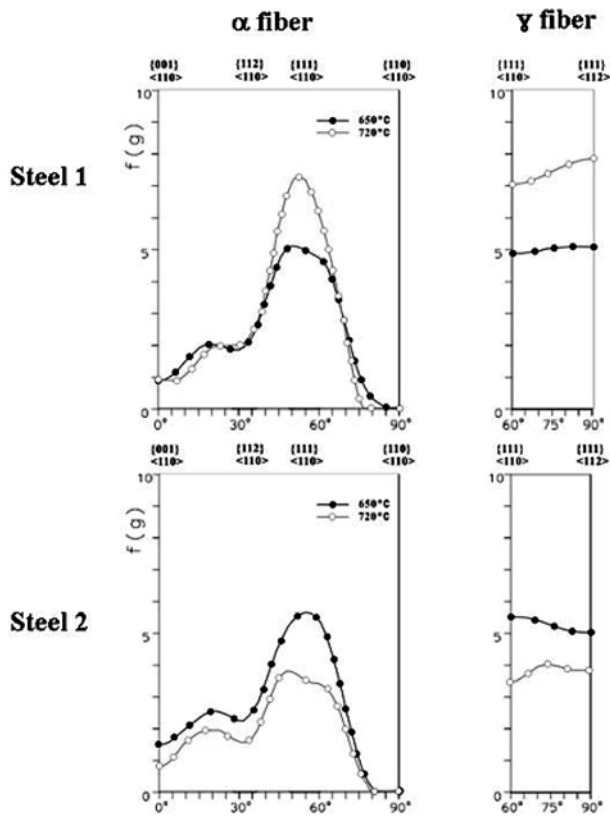 α fiber
ɣ fiber
{001} {112} {111} {110}
<110> <110> <110> <110>
{111} {111}
<110> <112>
Steel 1
f(g)
10
5
0
650°C
720°C
0° 30° 60° 90°
60° 75° 90°
10
5
0
{001} {112} {111} {110}
<110> <110> <110> <110>
{111} {111}
<110> <112>
Steel 2
f(g)
10
5
0
650°C
720°C
0° 30° 60° 90°
60° 75° 90°
10
5
0